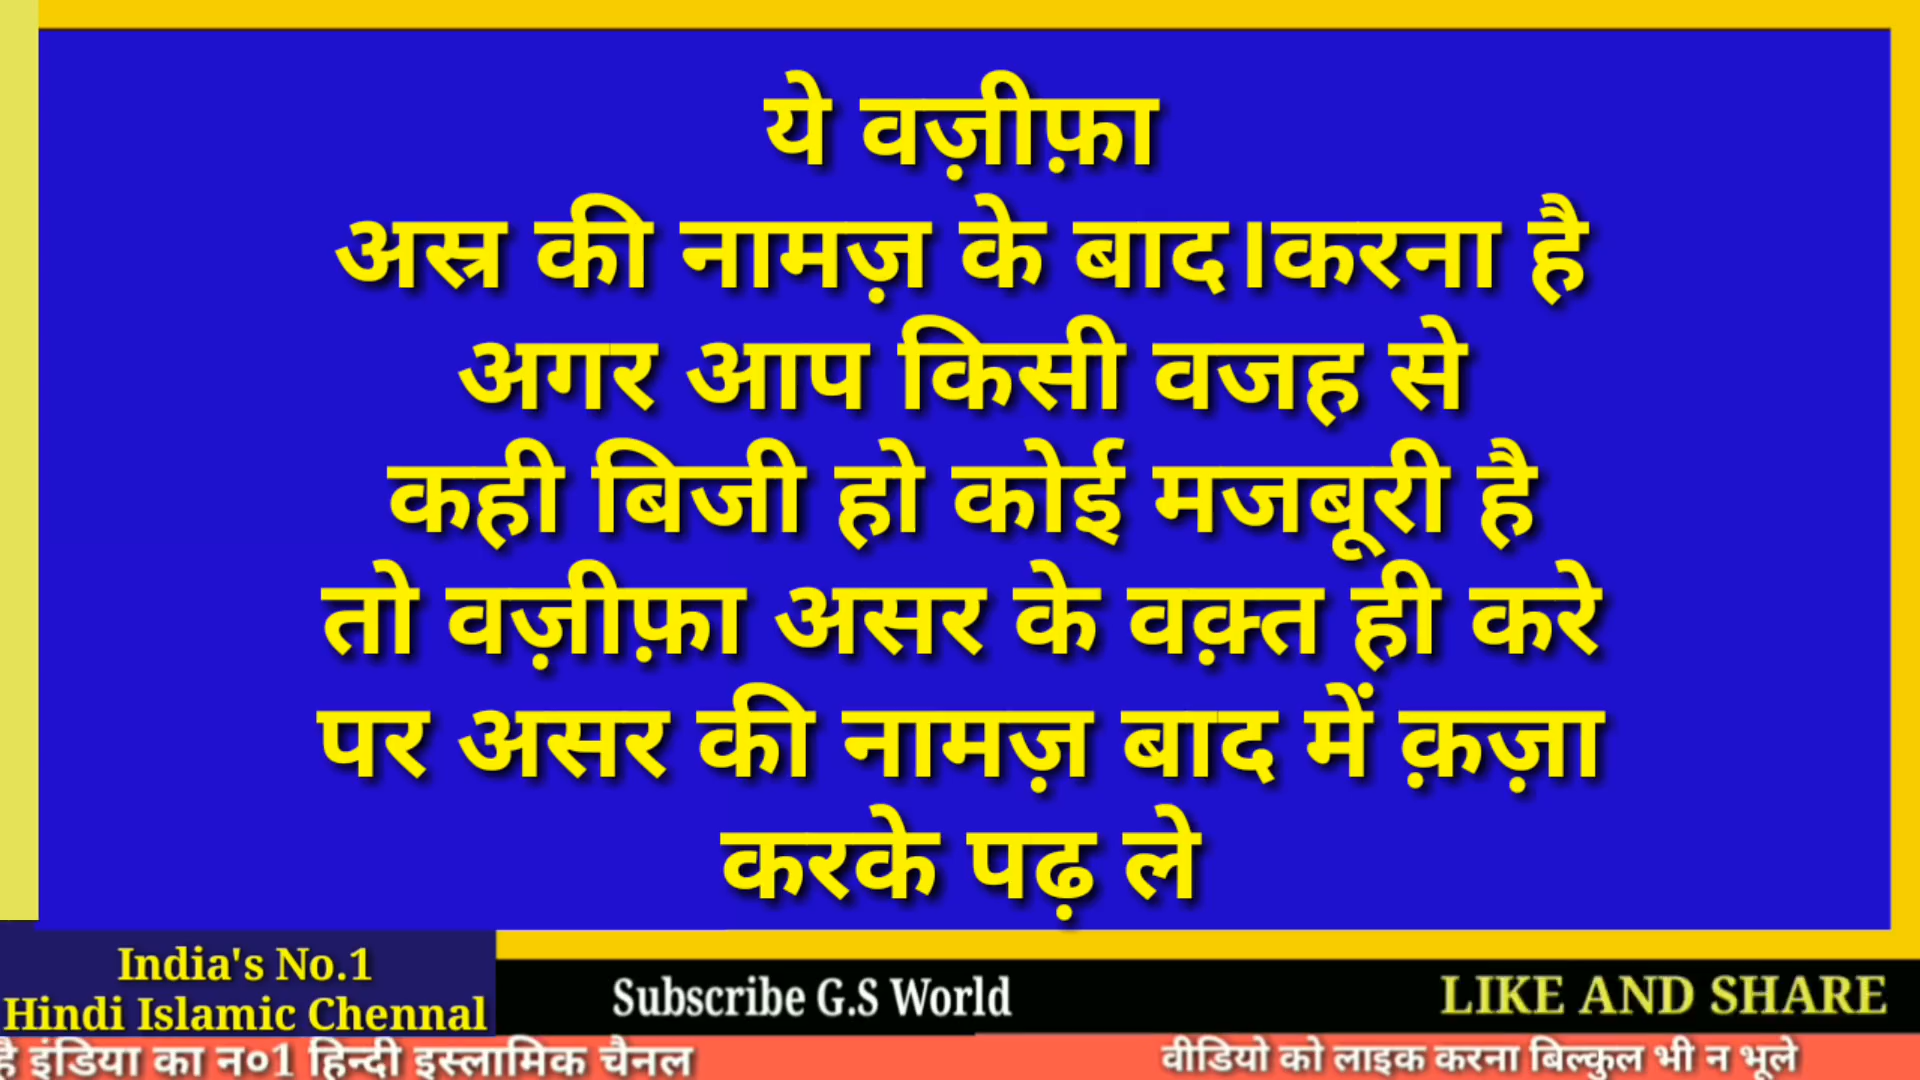 ये वज़ीफ़ा
अस्र की नामज़ के बाद।करना है
अगर आप किसी वजह से
कही बिजी हो कोई मजबूरी है
तो वज़ीफ़ा असर के वक़्त ही करे
पर असर की नामज़ बाद में क़ज़ा
करके पढ़ ले
India's No.1
Hindi Islamic Chennal
Subscribe G.S World
LIKE AND SHARE
है इंडिया का न०1 हिन्दी इस्लामिक चैनल
वीडियो को लाइक करना बिल्कुल भी न भूले